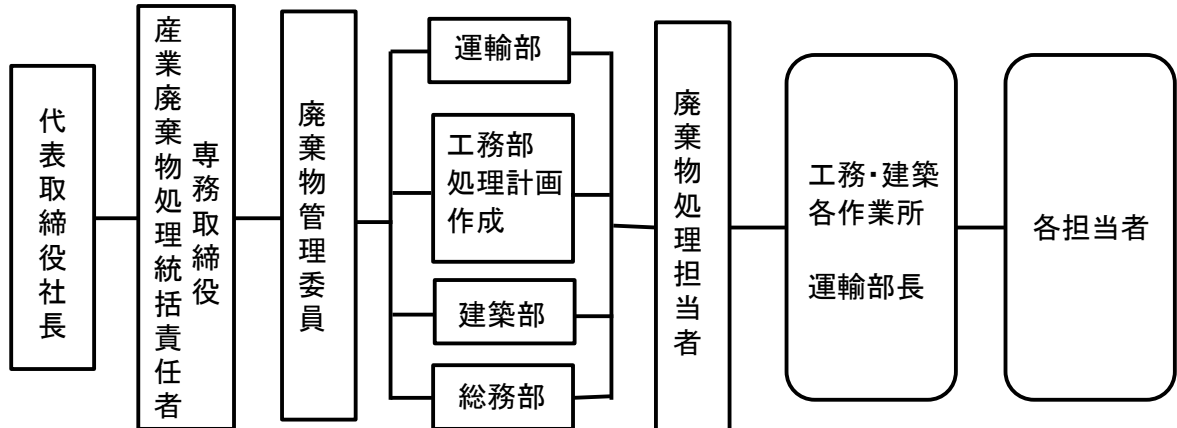 代表取締役社長
産業廃棄物処理統括責任者
専務取締役
廃棄物管理委員
運輸部
工務部
処理計画
作成
建築部
総務部
廃棄物処理担当者
工務・建築
各作業所
運輸部長
各担当者